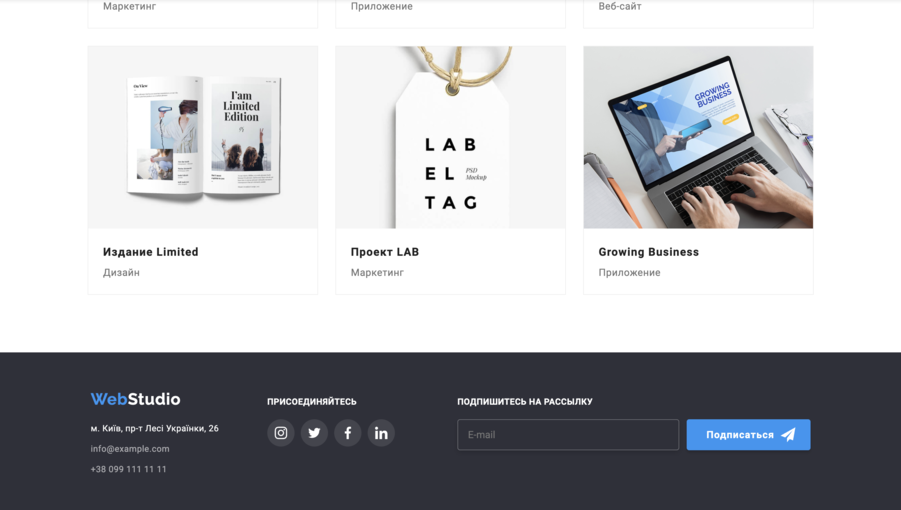 Маркетинг
Приложение
Веб-сайт
I'am
Limited
Edition
LAB
EL
TAG
PSD
Mockup
GROWING
BUSINESS
Издание Limited
Дизайн
Проект LAB
Маркетинг
Growing Business
Приложение
WebStudio
м. Київ, пр-т Лесі Українки, 26
info@example.com
+38 099 111 11 11
ПРИСОЕДИНЯЙТЕСЬ
ПОДПИШИТЕСЬ НА РАССЫЛКУ
E-mail
Подписаться